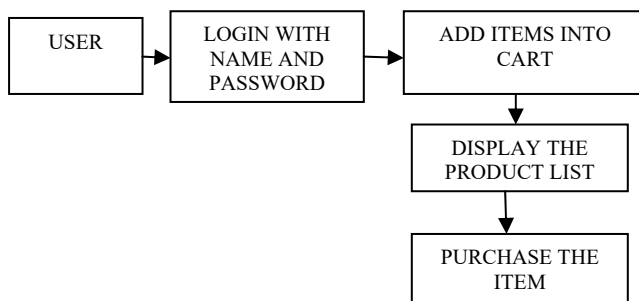 USER
LOGIN WITH
NAME AND
PASSWORD
ADD ITEMS INTO
CART
DISPLAY THE
PRODUCT LIST
PURCHASE THE
ITEM